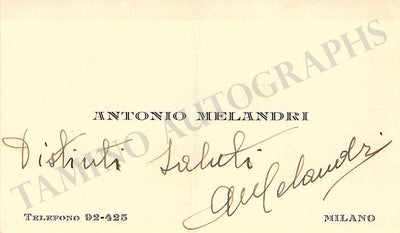 ANTONIO MELANDRI
Distinti Saluti
AMelandri
TELEFONO 92-425 MILANO
TAMINO AUTOGRAPHS